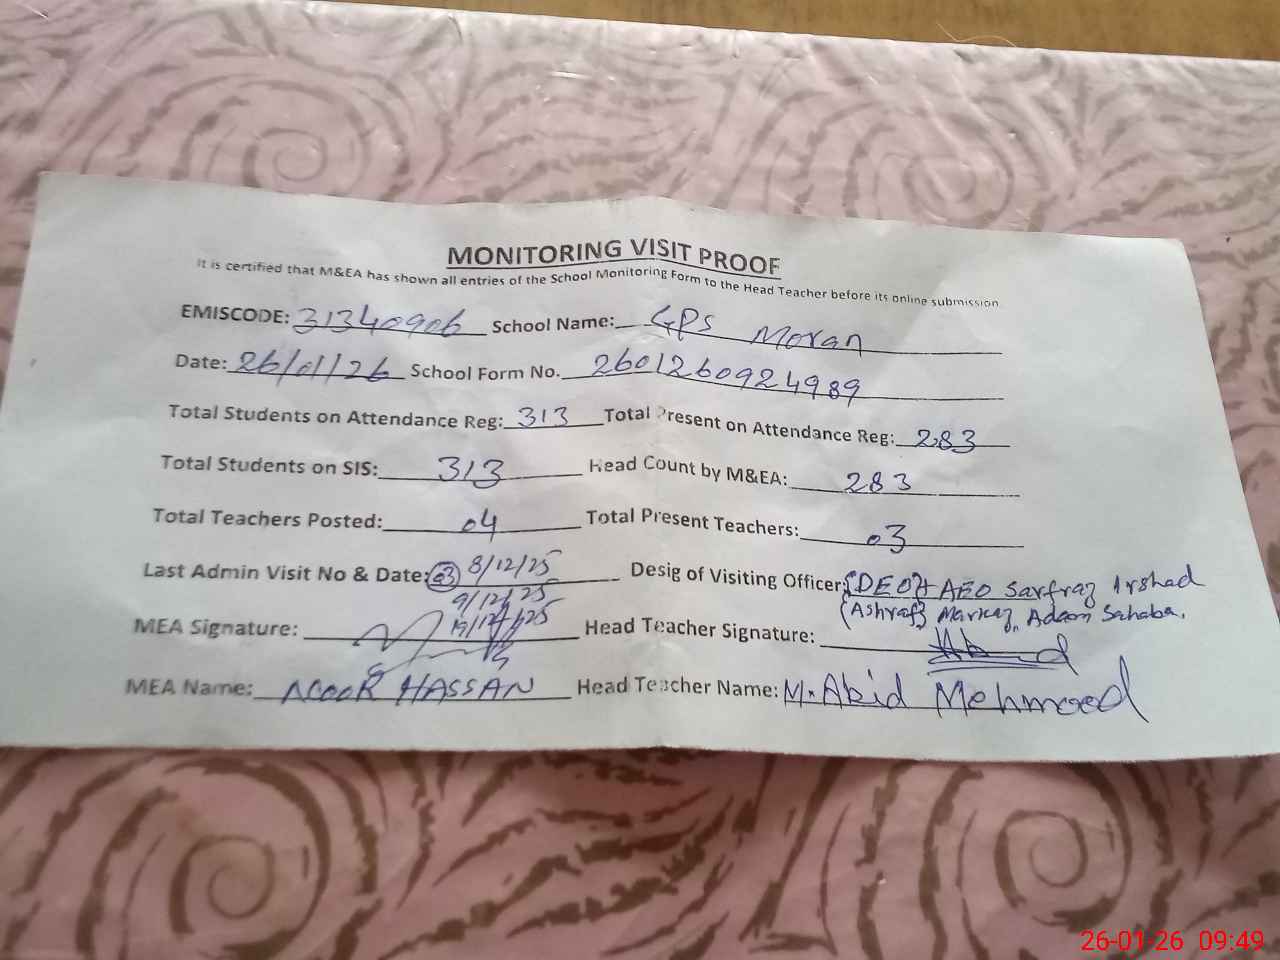 MONITORING VISIT PROOF
It is certified that M&EA has shown all entries of the School Monitoring Form to the Head Teacher before its online submission
EMISCODE: 31340906 School Name: GPS Moran
Date: 26/01/26 School Form No. 260126092 4989
Total Students on Attendance Reg: 313 Total Present on Attendance Reg: 283
Total Students on SIS: 313 Head Count by M&EA: 283
Total Teachers Posted: 04 Total Present Teachers: 03
Last Admin Visit No & Date: 03 8/12/25 Desig of Visiting Officer: (DEO) AEO Sarfraz Irshad
9/12/25 (Ashraf) Markaz, Adam Sahaba.
19/12/25
MEA Signature: Head Teacher Signature:
MEA Name: NOOR HASSAN Head Teacher Name: M. Abid Mehmood
26-01-26 09:49